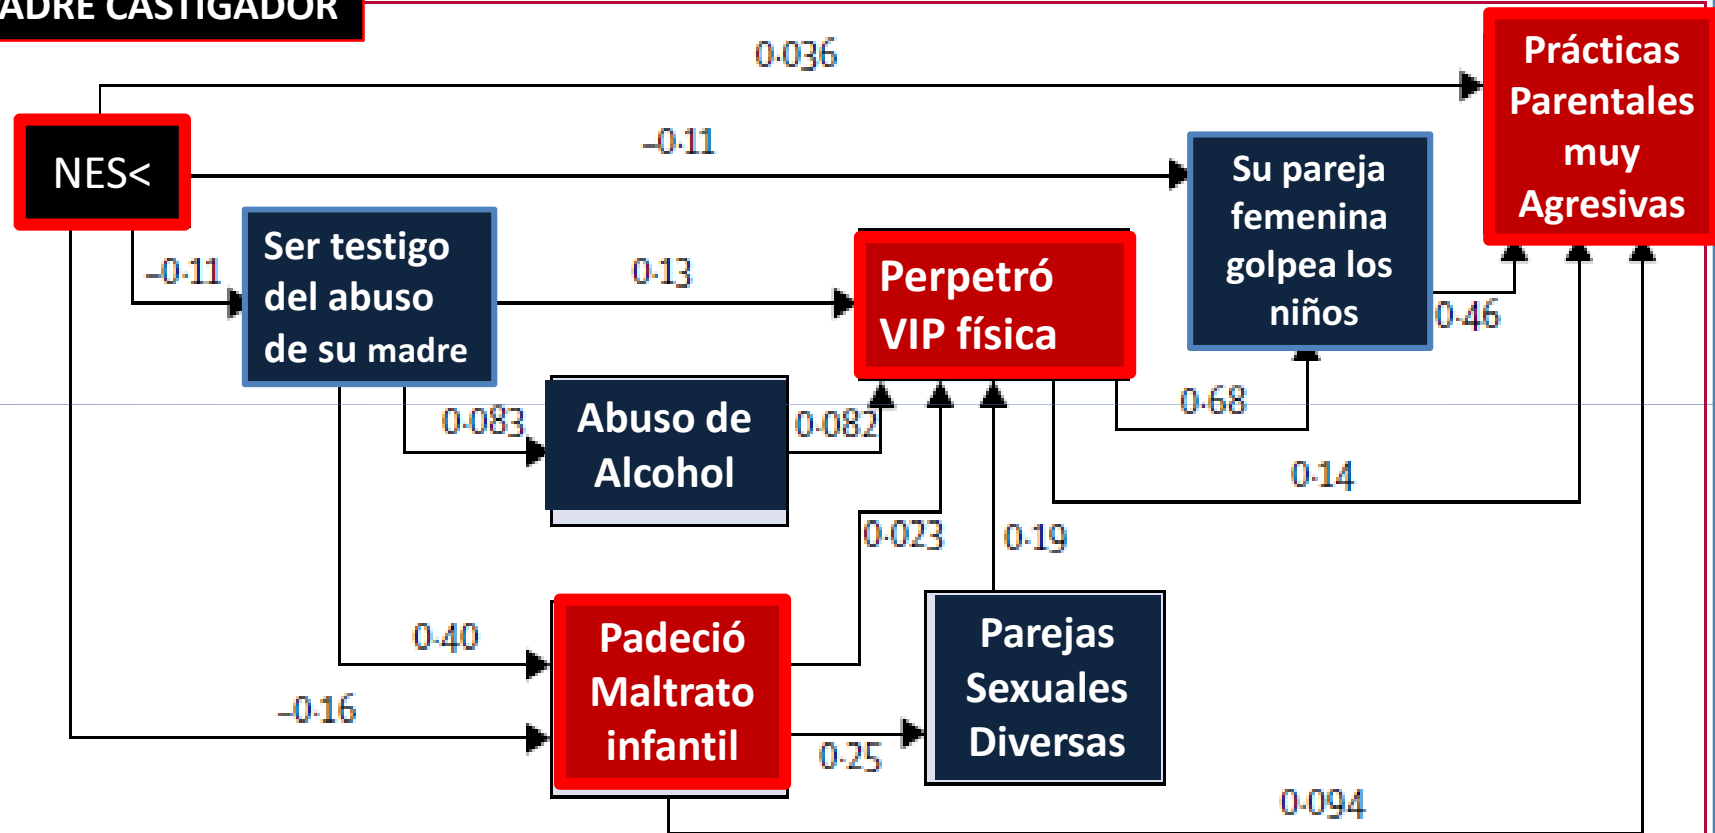 ADRE CASTIGADOR
0·036
Prácticas
Parentales
muy
Agresivas
NES<
–0·11
Su pareja
femenina
golpea los
niños
–0·11
Ser testigo
del abuso
de su madre
0·13
Perpetró
VIP física
0·46
0·083
Abuso de
Alcohol
0·082
0·68
0·14
0·023
0·19
0·40
Padeció
Maltrato
infantil
Parejas
Sexuales
Diversas
–0·16
0·25
0·094